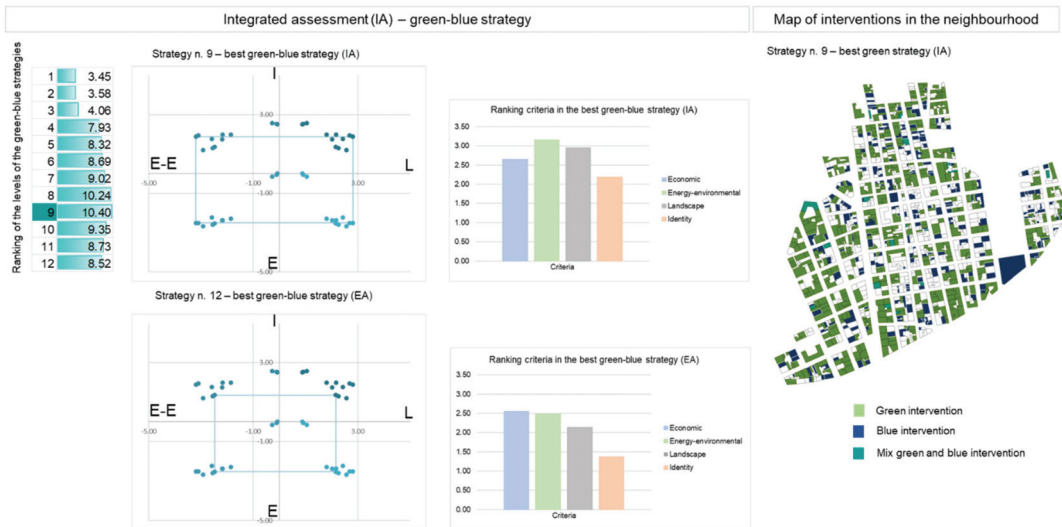 Integrated assessment (IA) – green-blue strategy
Map of interventions in the neighbourhood
Ranking of the levels of the green-blue strategies
1 3.45
2 3.58
3 4.06
4 7.93
5 8.32
6 8.69
7 9.02
8 10.24
9 10.40
10 9.35
11 8.73
12 8.52
Strategy n. 9 – best green-blue strategy (IA)
I
3.00
E-E
L
-5.00
-1.00
3.00
-1.00
E
-5.00
Ranking criteria in the best green-blue strategy (IA)
3.50
3.00
2.50
2.00
1.50
1.00
0.50
0.00
Criteria
Economic
Energy-environmental
Landscape
Identity
Strategy n. 9 – best green strategy (IA)
Strategy n. 12 – best green-blue strategy (EA)
I
3.00
E-E
L
-5.00
-1.00
3.00
-1.00
E
-5.00
Ranking criteria in the best green-blue strategy (EA)
3.00
2.50
2.00
1.50
1.00
0.50
0.00
Criteria
Economic
Energy-environmental
Landscape
Identity
Green intervention
Blue intervention
Mix green and blue intervention